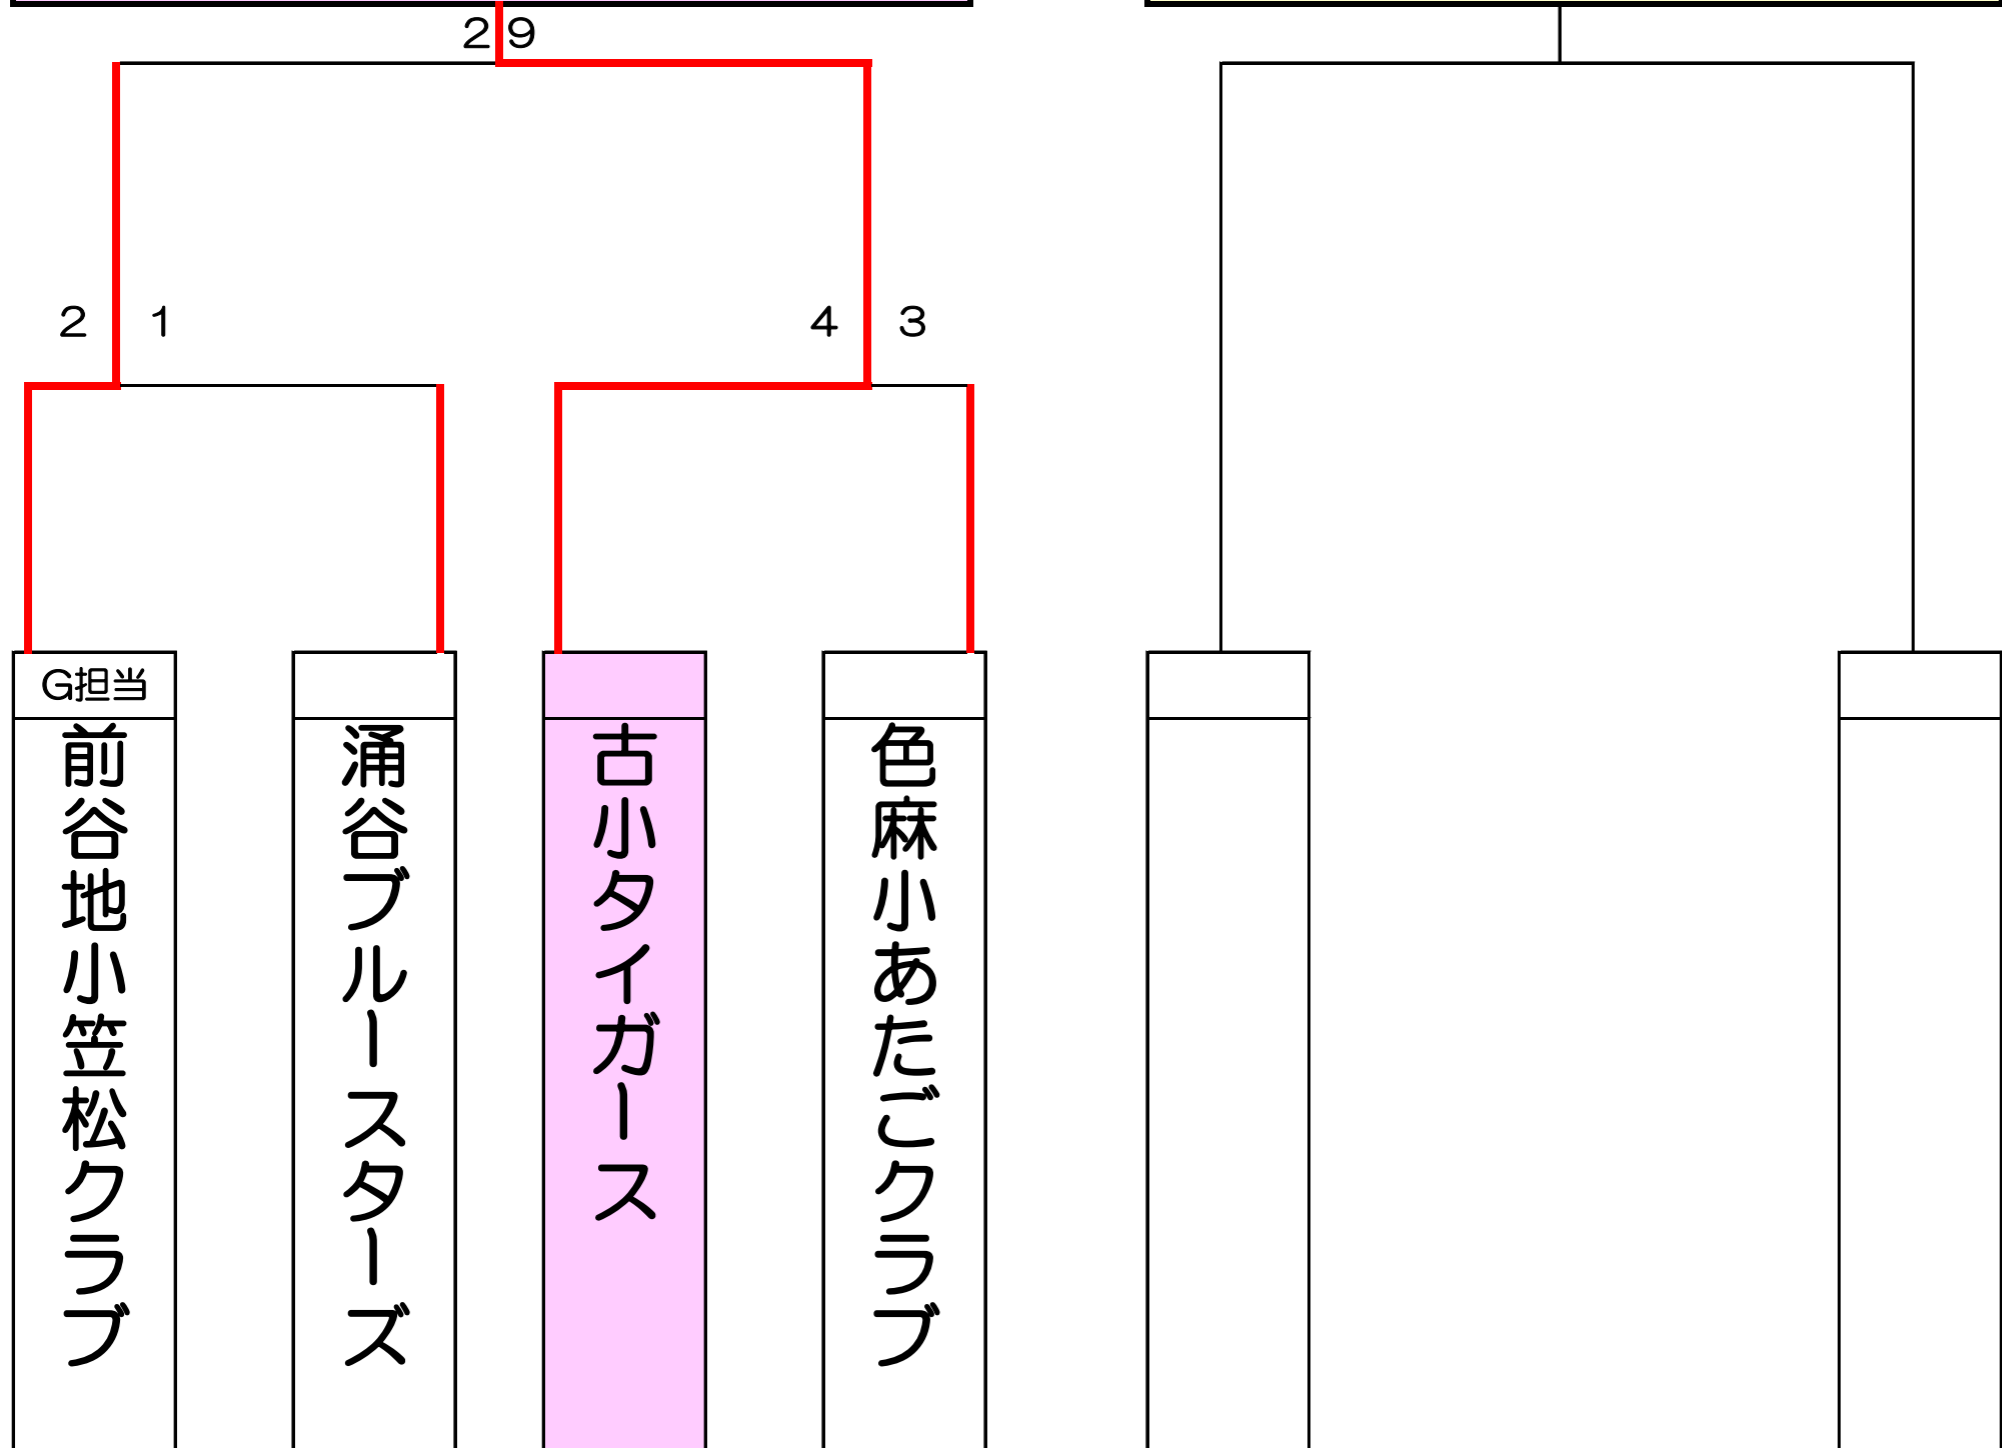 2 9
2 1
4 3
G担当
前谷地小笠松クラブ
涌谷ブルースターズ
古小タイガース
色麻小あたごクラブ